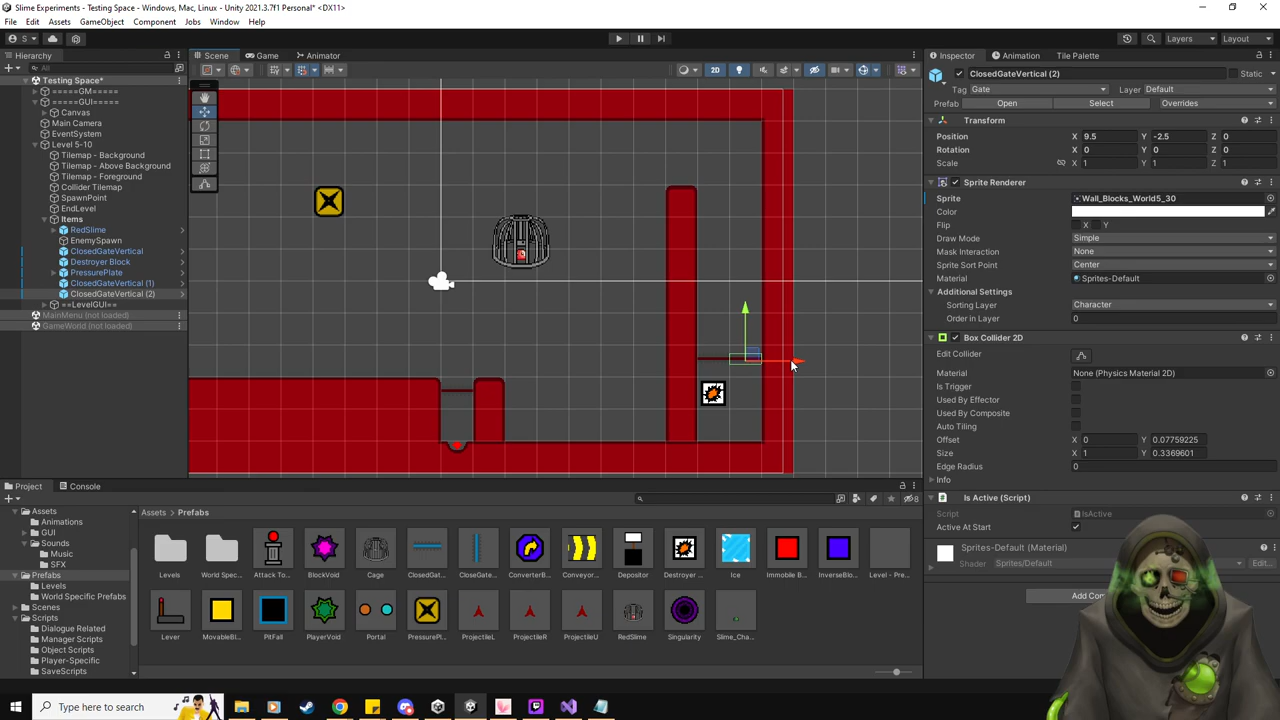 Slime Experiments - Testing Space - Windows, Mac, Linux - Unity 2021.3.7f1 Personal* <DX11>
File Edit Assets GameObject Component Jobs Window Help
S Layers Layout
Hierarchy Scene Game Animator Inspector Animation Tile Palette
All
2D
ClosedGateVertical (2) Static
Testing Space*
Tag Gate Layer Default
=====GM=====
=====GUI=====
Prefab Open Select Overrides
Canvas
Transform
Main Camera
EventSystem
Position X 9.5 Y -2.5 Z 0
Level 5-10
Rotation X 0 Y 0 Z 0
Tilemap - Background
Scale X 1 Y 1 Z 1
Tilemap - Above Background
Tilemap - Foreground
Sprite Renderer
Collider Tilemap
SpawnPoint
Sprite Wall_Blocks_World5_30
EndLevel
Color
Items
Flip X Y
RedSlime
Draw Mode Simple
EnemySpawn
ClosedGateVertical
Mask Interaction None
Destroyer Block
Sprite Sort Point Center
PressurePlate
Material Sprites-Default
ClosedGateVertical (1)
Additional Settings
ClosedGateVertical (2)
Sorting Layer Character
==LevelGUI==
MainMenu (not loaded)
Order in Layer 0
GameWorld (not loaded)
Box Collider 2D
Edit Collider
Material None (Physics Material 2D)
Is Trigger
Used By Effector
Used By Composite
Auto Tiling
Offset X 0 Y 0.07759225
Size X 1 Y 0.3369601
Edge Radius 0
Info
Project Console
Is Active (Script)
8
Script IsActive
Assets
Assets > Prefabs
Animations
Active At Start
GUI
Sounds
Sprites-Default (Material)
Music
Shader Sprites/Default Edit...
SFX
Levels World Spec... Attack To... BlockVoid Cage ClosedGat... CloseGate... ConverterB... Conveyor... Depositor Destroyer ... Ice Immobile B... InverseBlo... Level - Pre...
Prefabs
Levels
World Specific Prefabs
Add Co
Scenes
Scripts
Dialogue Related
Lever MovableBl... PitFall PlayerVoid Portal PressurePl... ProjectileL ProjectileR ProjectileU RedSlime Singularity Slime_Cha...
Manager Scripts
Object Scripts
Player-Specific
SaveScripts
Type here to search